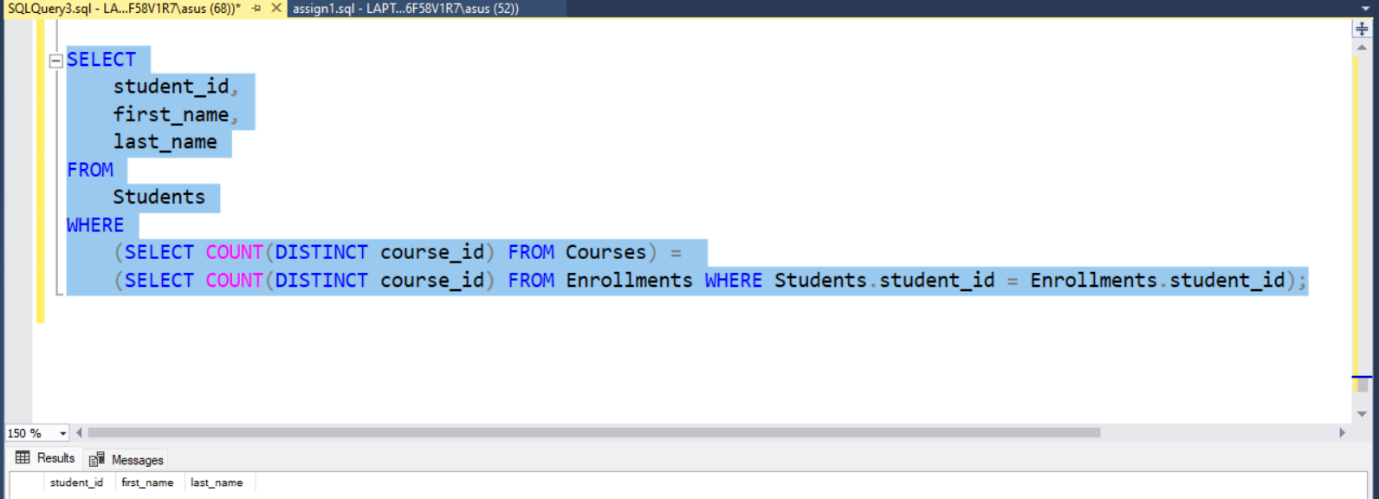 SQLQuery3.sql - LA...F58V1R7\asus (68))* assign1.sql - LAPT...6F58V1R7\asus (52))
SELECT
student_id,
first_name,
last_name
FROM
Students
WHERE
(SELECT COUNT(DISTINCT course_id) FROM Courses) =
(SELECT COUNT(DISTINCT course_id) FROM Enrollments WHERE Students.student_id = Enrollments.student_id);
150 %
Results Messages
student_id first_name last_name